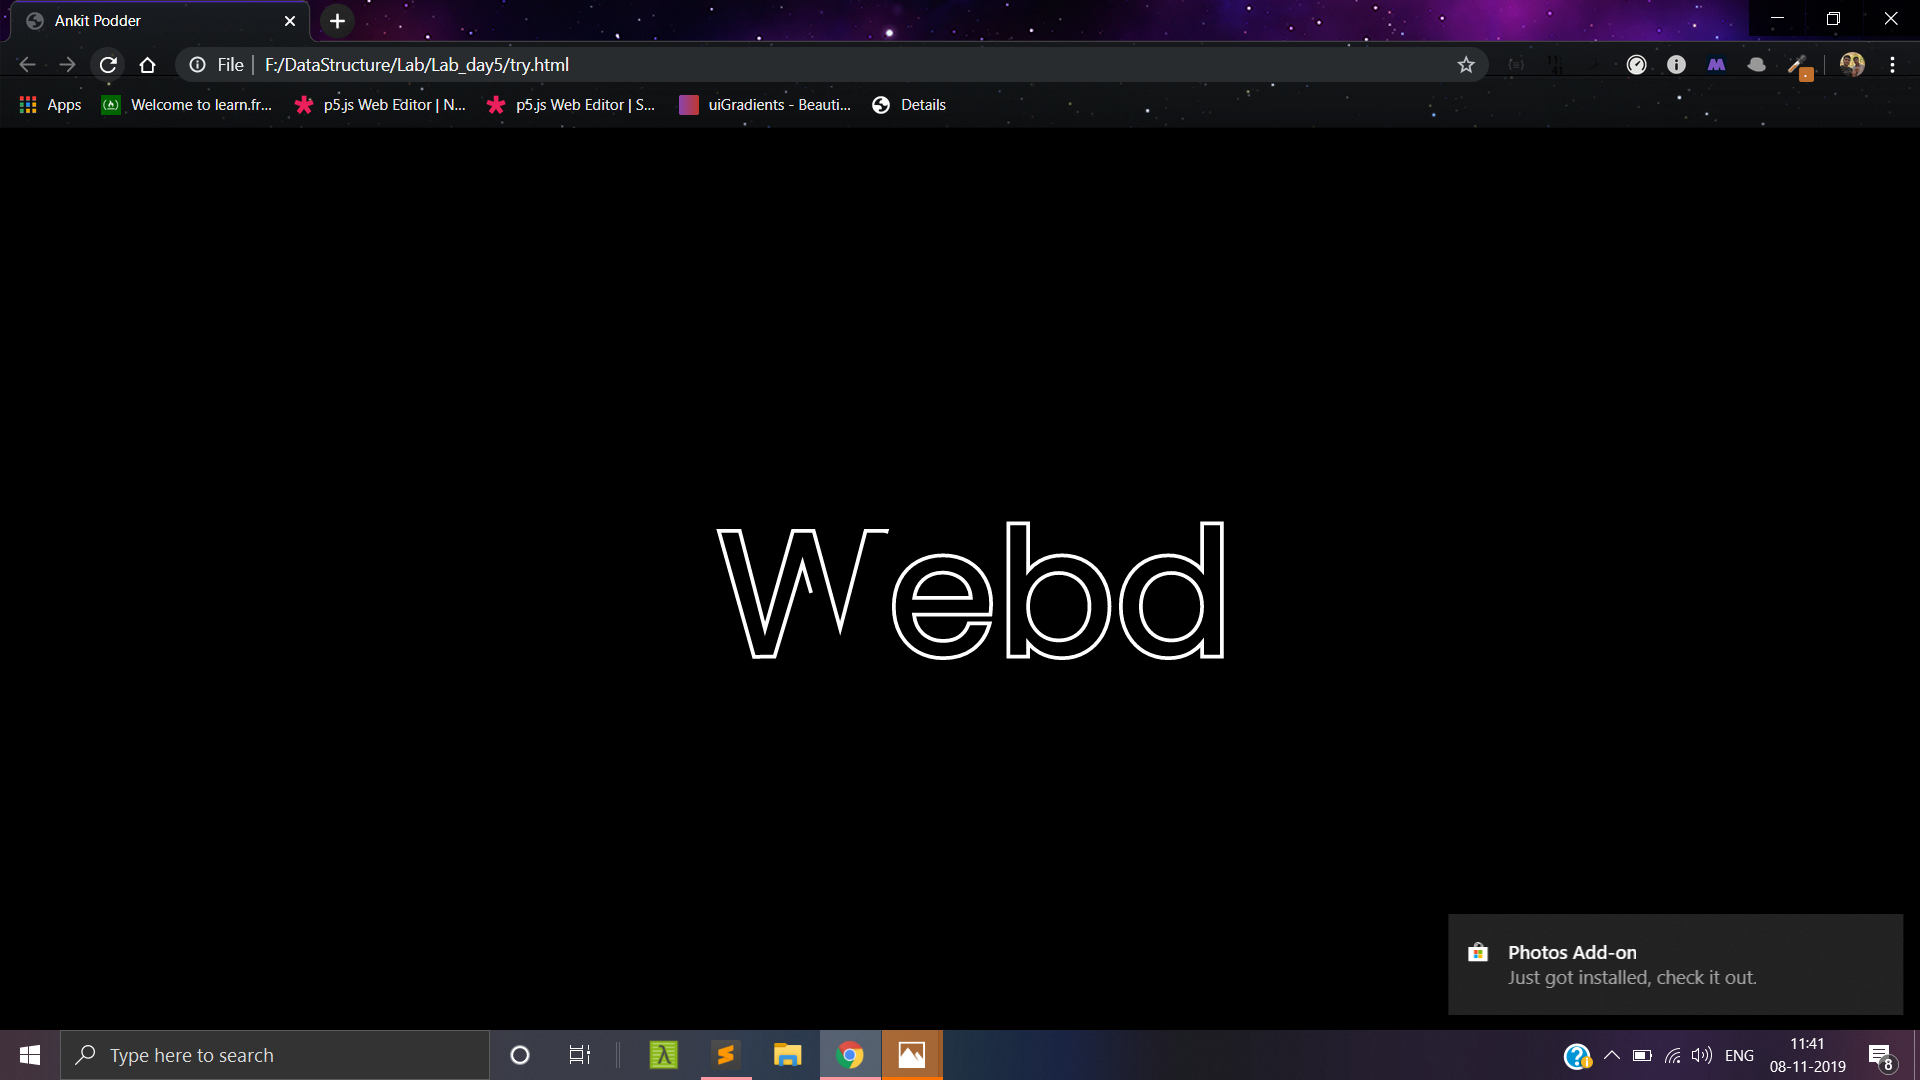 Ankit Podder
File F:/DataStructure/Lab/Lab_day5/try.html
Apps Welcome to learn.fr... p5.js Web Editor | N... p5.js Web Editor | S... uiGradients - Beauti... Details
Webd
Photos Add-on
Just got installed, check it out.
Type here to search
ENG
11:41
08-11-2019
8